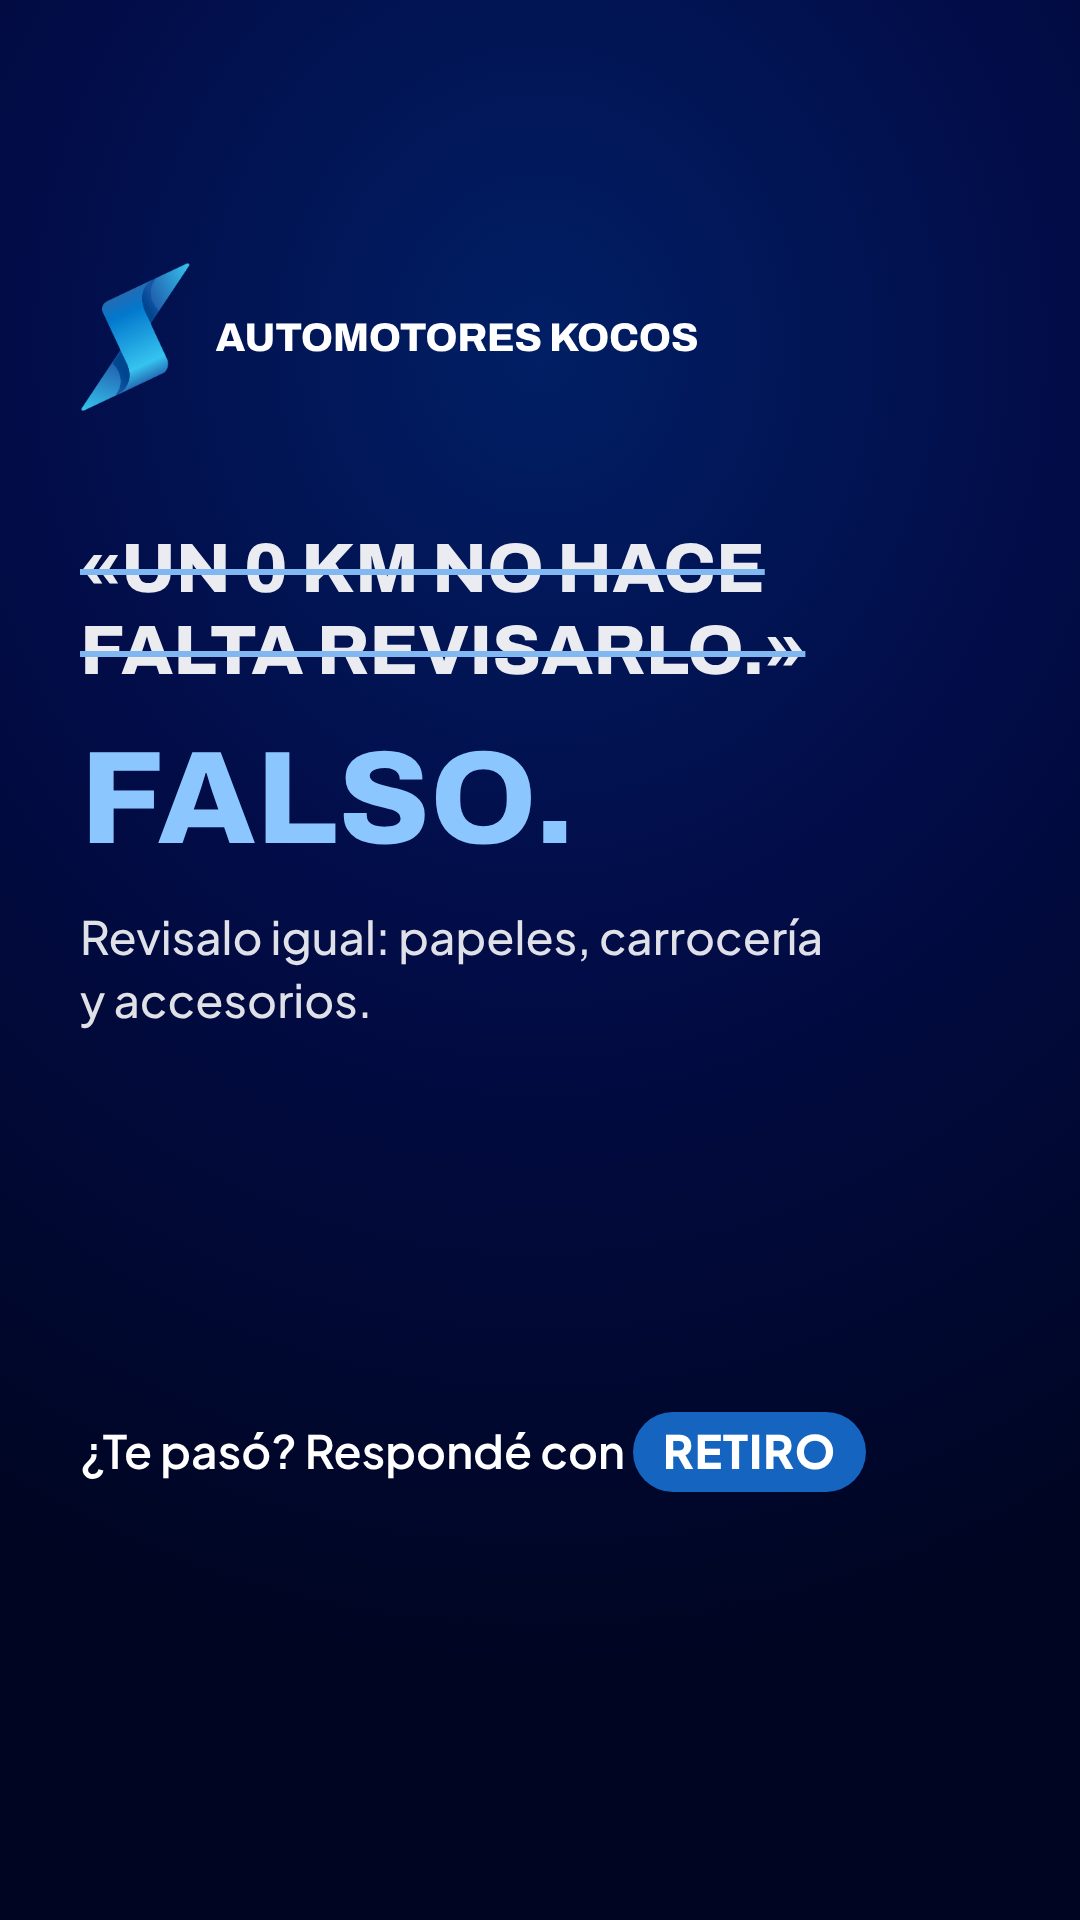 AUTOMOTORES KOCOS
«UN 0 KM NO HACE
FALTA REVISARLO.»
FALSO.
Revisalo igual: papeles, carrocería
y accesorios.
¿Te pasó? Respondé con RETIRO